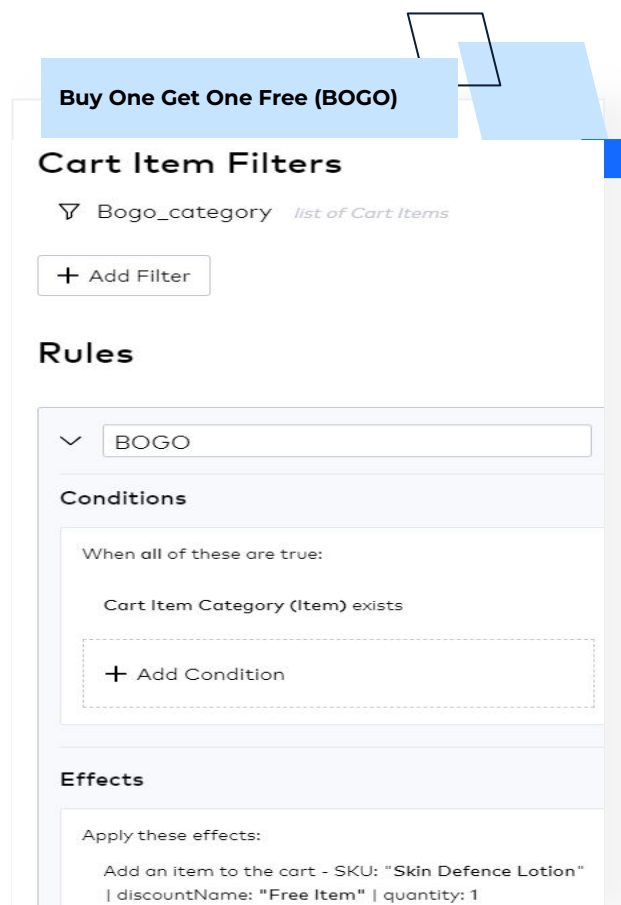 Buy One Get One Free (BOGO)
Cart Item Filters
Bogo_category list of Cart Items
+ Add Filter
Rules
BOGO
Conditions
When all of these are true:
Cart Item Category (Item) exists
+ Add Condition
Effects
Apply these effects:
Add an item to the cart - SKU: "Skin Defence Lotion"
| discountName: "Free Item" | quantity: 1